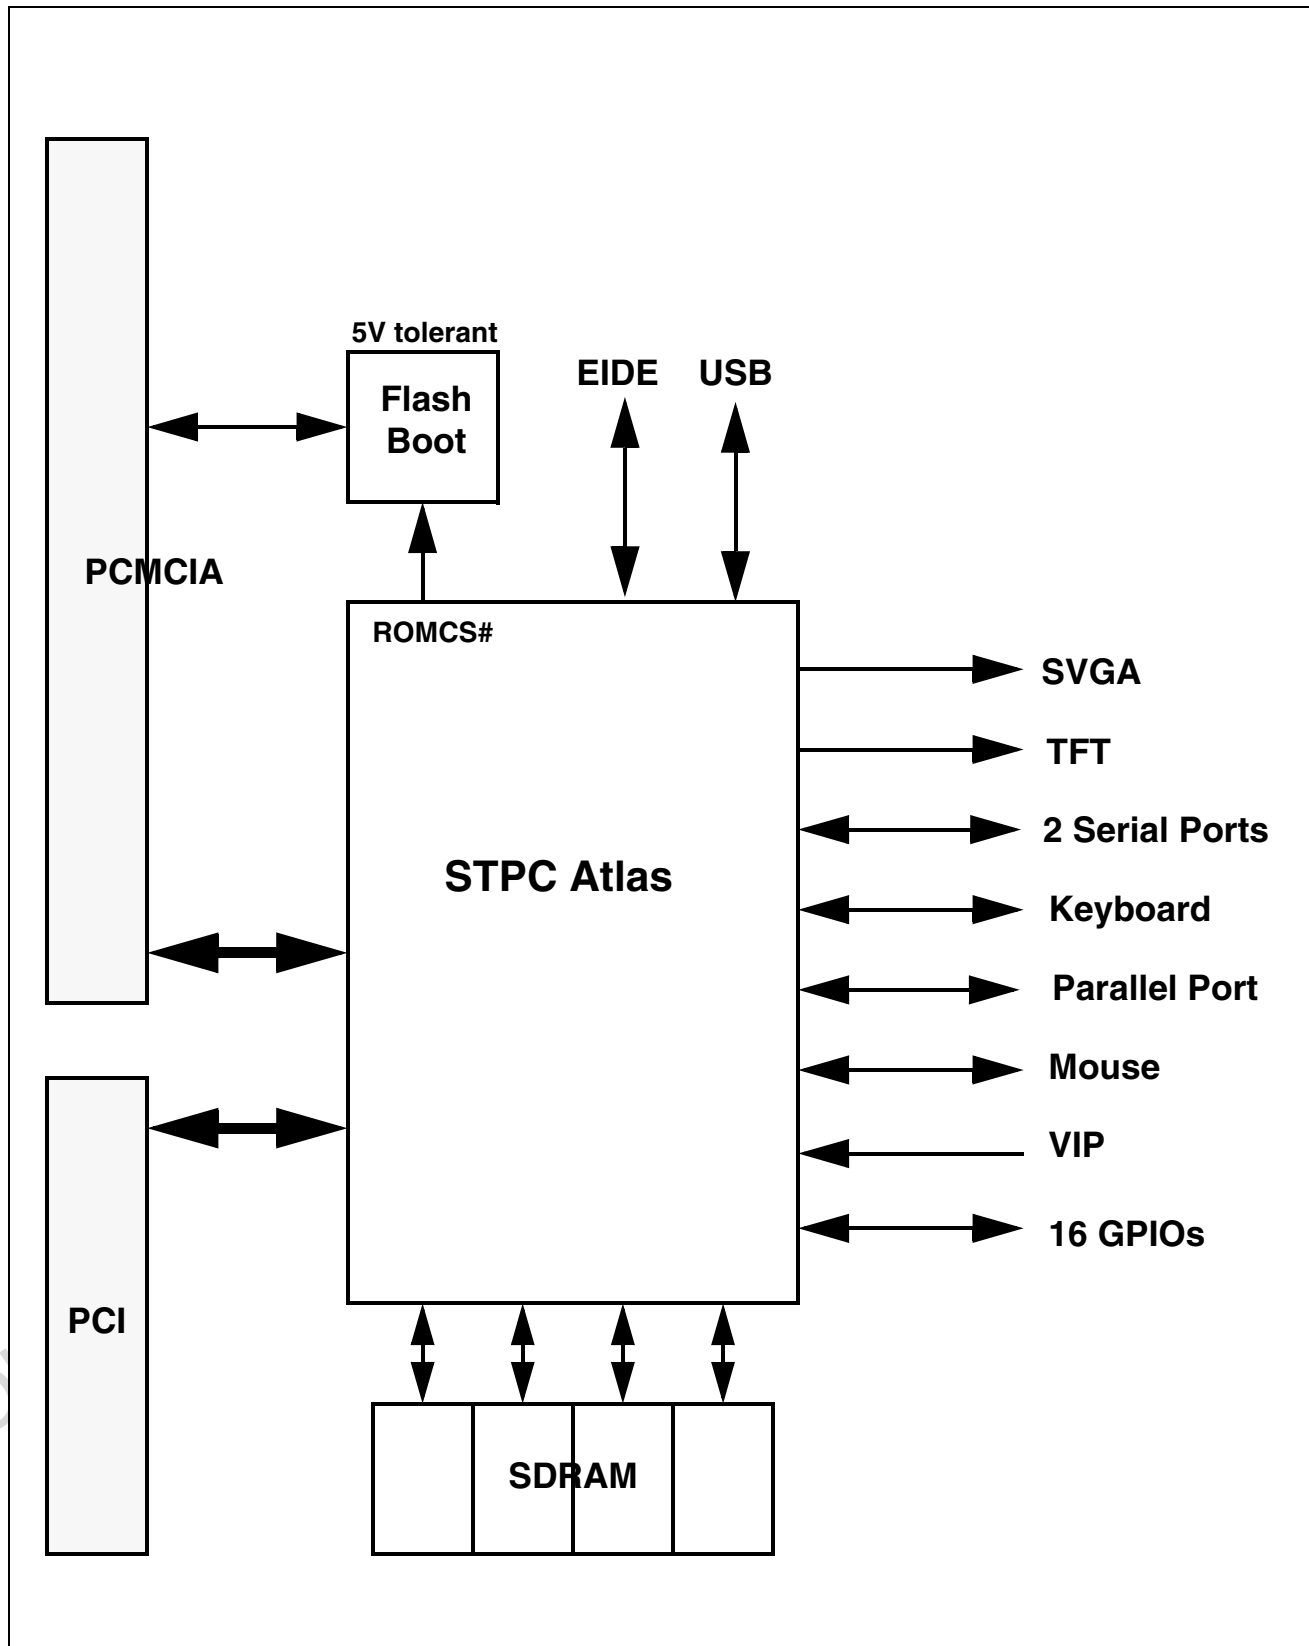 5V tolerant
Flash
Boot
EIDE
USB
PCMCIA
ROMCS#
SVGA
TFT
2 Serial Ports
STPC Atlas
Keyboard
Parallel Port
Mouse
VIP
16 GPIOs
PCI
SDRAM